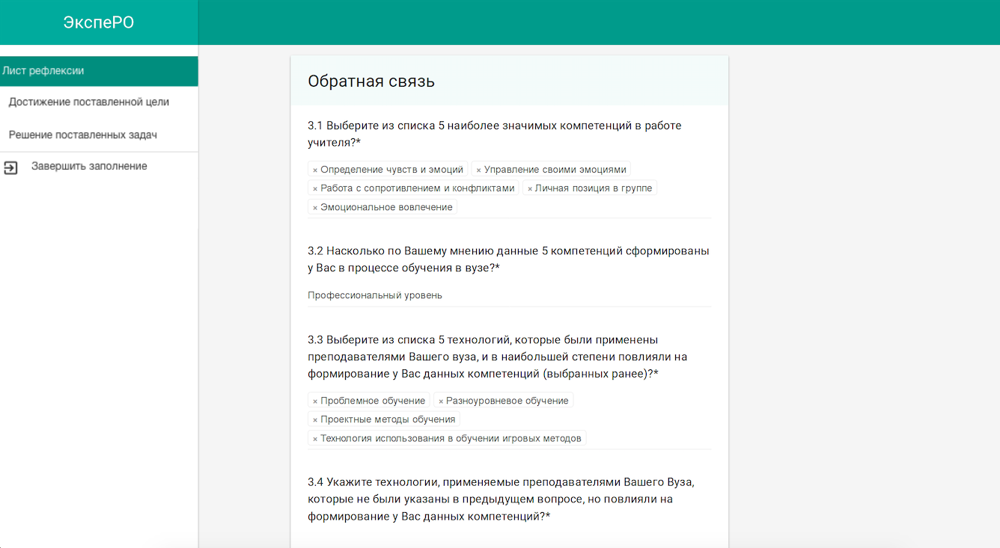 ЭкспеРО
Лист рефлексии
Достижение поставленной цели
Решение поставленных задач
Завершить заполнение
Обратная связь
3.1 Выберите из списка 5 наиболее значимых компетенций в работе
учителя?*
× Определение чувств и эмоций × Управление своими эмоциями
× Работа с сопротивлением и конфликтами × Личная позиция в группе
× Эмоциональное вовлечение
3.2 Насколько по Вашему мнению данные 5 компетенций сформированы
у Вас в процессе обучения в вузе?*
Профессиональный уровень
3.3 Выберите из списка 5 технологий, которые были применены
преподавателями Вашего вуза, и в наибольшей степени повлияли на
формирование у Вас данных компетенций (выбранных ранее)?*
× Проблемное обучение × Разноуровневое обучение
× Проектные методы обучения
× Технология использования в обучении игровых методов
3.4 Укажите технологии, применяемые преподавателями Вашего Вуза,
которые не были указаны в предыдущем вопросе, но повлияли на
формирование у Вас данных компетенций?*